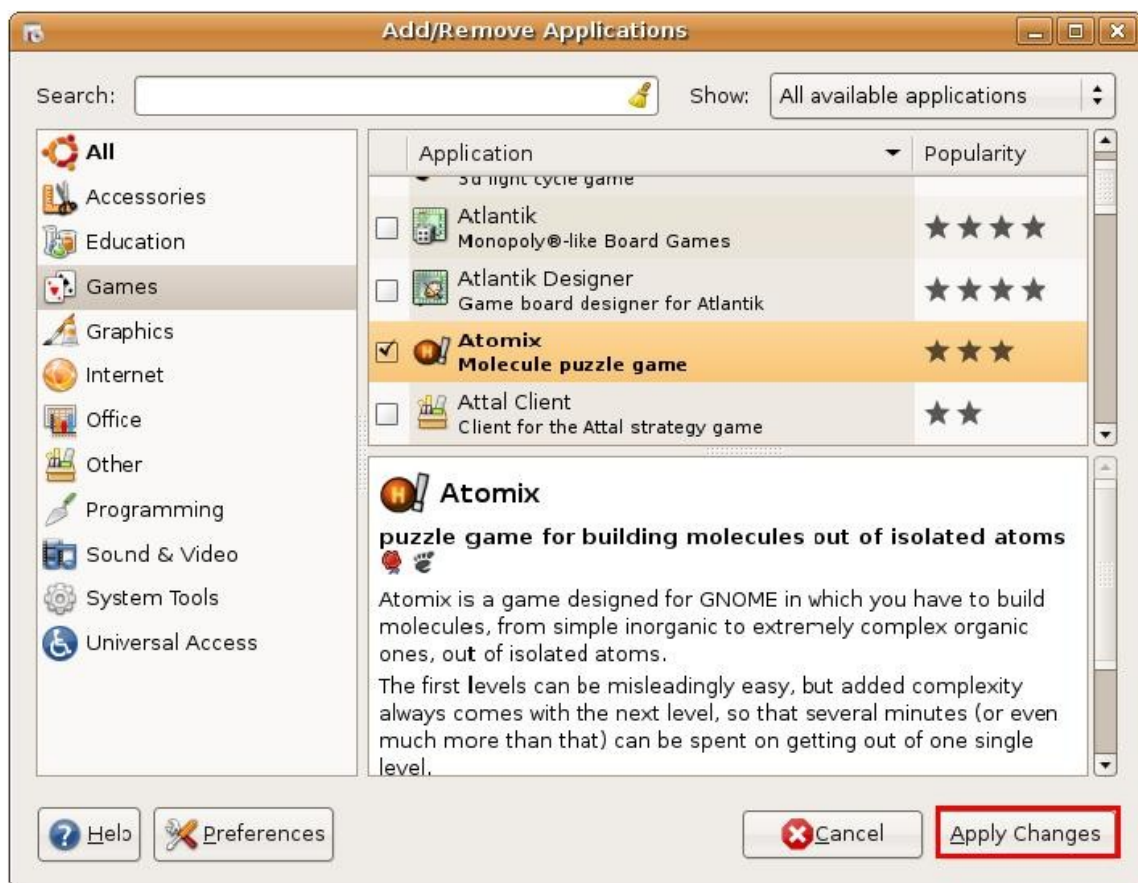 Add/Remove Applications
Search:
Show:
All available applications
All
Accessories
Education
Games
Graphics
Internet
Office
Other
Programming
Sound & Video
System Tools
Universal Access
Application
Popularity
3d light cycle game
Atlantik
Monopoly®-like Board Games
Atlantik Designer
Game board designer for Atlantik
Atomix
Molecule puzzle game
Attal Client
Client for the Attal strategy game
Atomix
puzzle game for building molecules out of isolated atoms
Atomix is a game designed for GNOME in which you have to build
molecules, from simple inorganic to extremely complex organic
ones, out of isolated atoms.
The first levels can be misleadingly easy, but added complexity
always comes with the next level, so that several minutes (or even
much more than that) can be spent on getting out of one single
level.
Help
Preferences
Cancel
Apply Changes